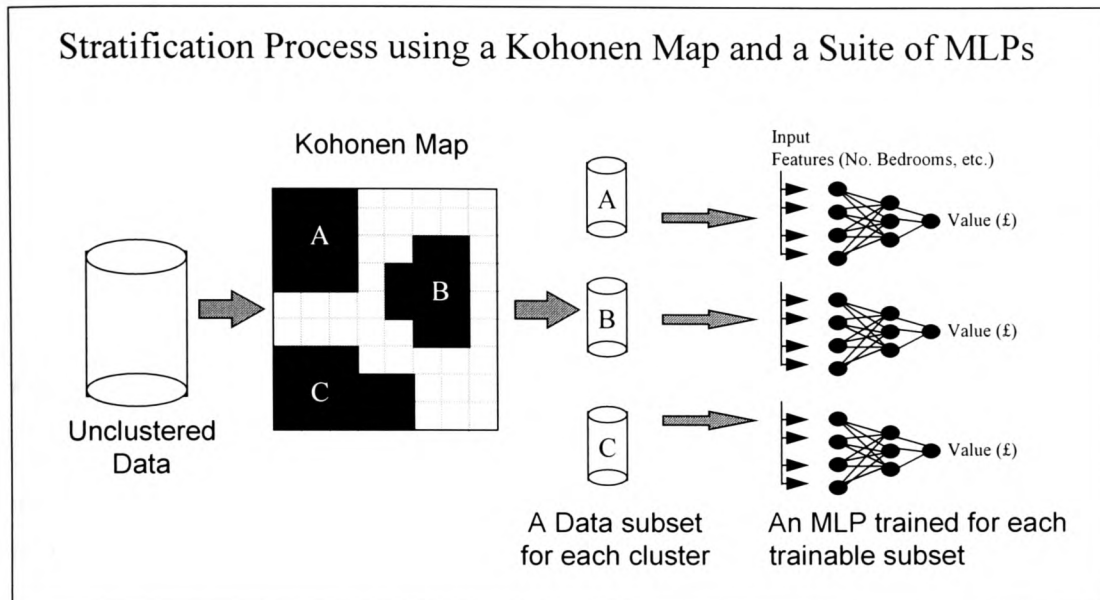 Stratification Process using a Kohonen Map and a Suite of MLPs
Kohonen Map
A
B
C
Unclustered
Data
A
B
C
A Data subset
for each cluster
Input
Features (No. Bedrooms, etc.)
Value (£)
Value (£)
Value (£)
An MLP trained for each
trainable subset